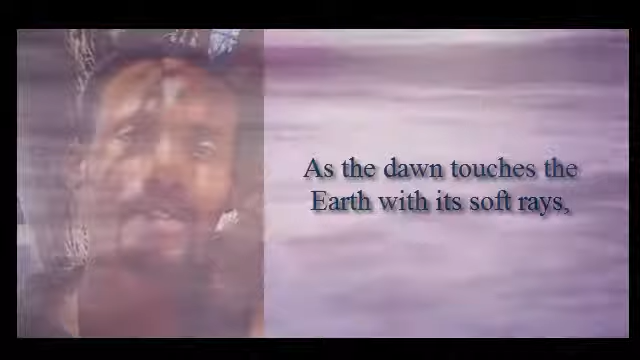 As the dawn touches the
Earth with its soft rays,